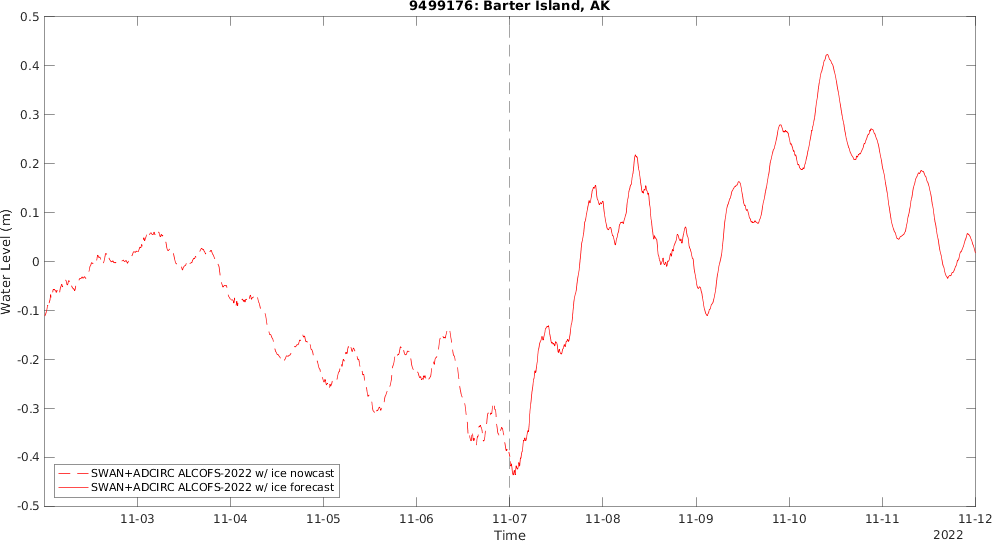 9499176: Barter Island, AK
0.5
0.4
0.3
0.2
0.1
0
-0.1
-0.2
-0.3
-0.4
-0.5
Water Level (m)
SWAN+ADCIRC ALCOFS-2022 w/ ice nowcast
SWAN+ADCIRC ALCOFS-2022 w/ ice forecast
11-03 11-04 11-05 11-06 11-07 11-08 11-09 11-10 11-11 11-12
Time
2022